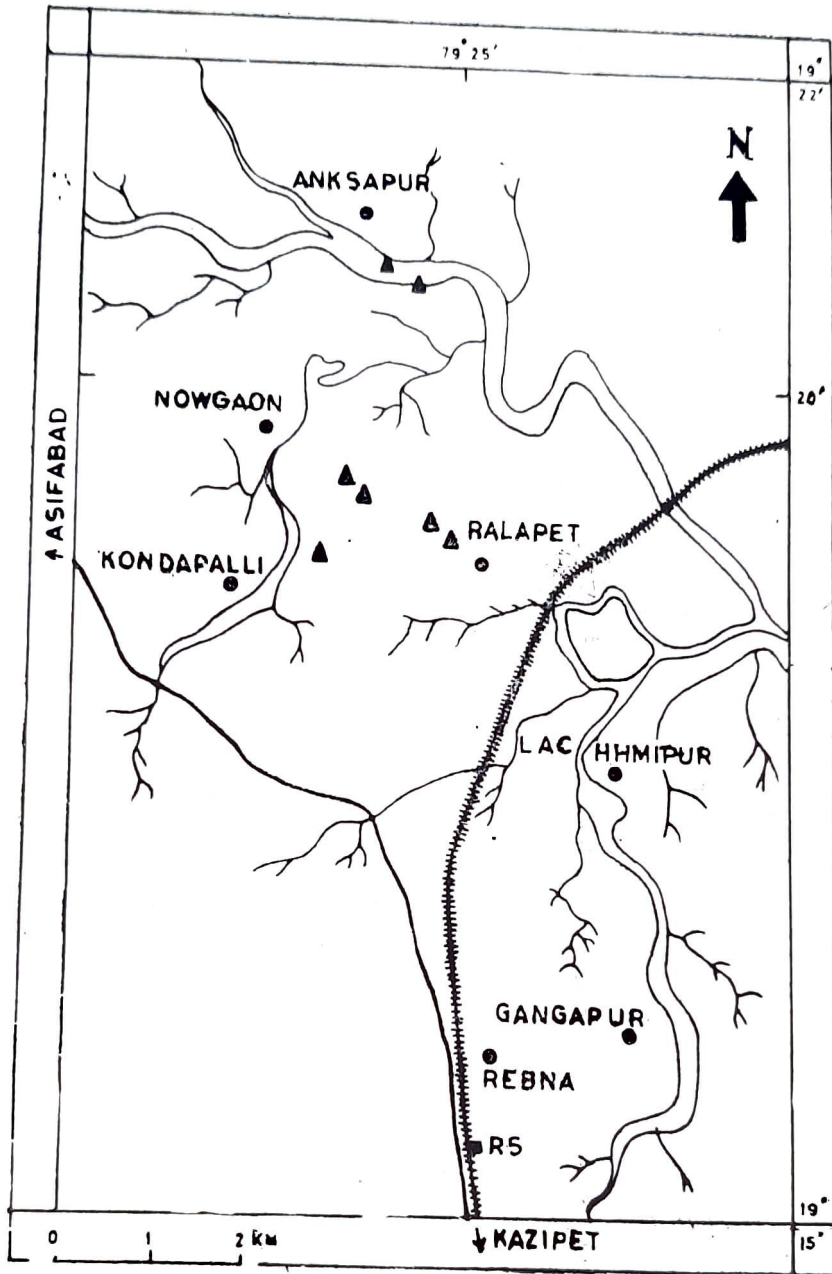 79° 25'
19°
22'
N
ANKSAPUR
NOWGAON
20'
ASIFABAD
KONDAPALLI
RALAPET
LAC HHMIPUR
GANGAPUR
REBNA
R5
19°
15'
0 1 2 KM
KAZIPET